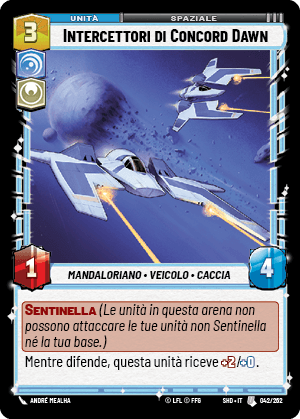 3
UNITÀ
SPAZIALE
INTERCETTORI DI CONCORD DAWN
1
4
MANDALORIANO • VEICOLO • CACCIA
SENTINELLA (Le unità in questa arena non
possono attaccare le tue unità non Sentinella
né la tua base.)
Mentre difende, questa unità riceve +2/+0.
ANDRÉ MEALHA
© LFL © FFG
SHD • IT
042/262